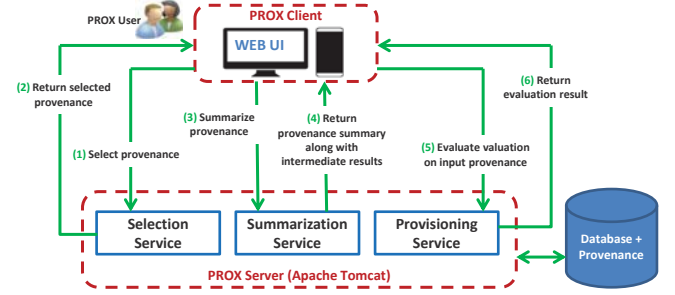 PROX User
PROX Client
WEB UI
(2) Return selected
provenance
(1) Select provenance
(3) Summarize
provenance
(4) Return
provenance summary
along with
intermediate results
(5) Evaluate valuation
on input provenance
(6) Return
evaluation result
Selection
Service
Summarization
Service
Provisioning
Service
Database +
Provenance
PROX Server (Apache Tomcat)